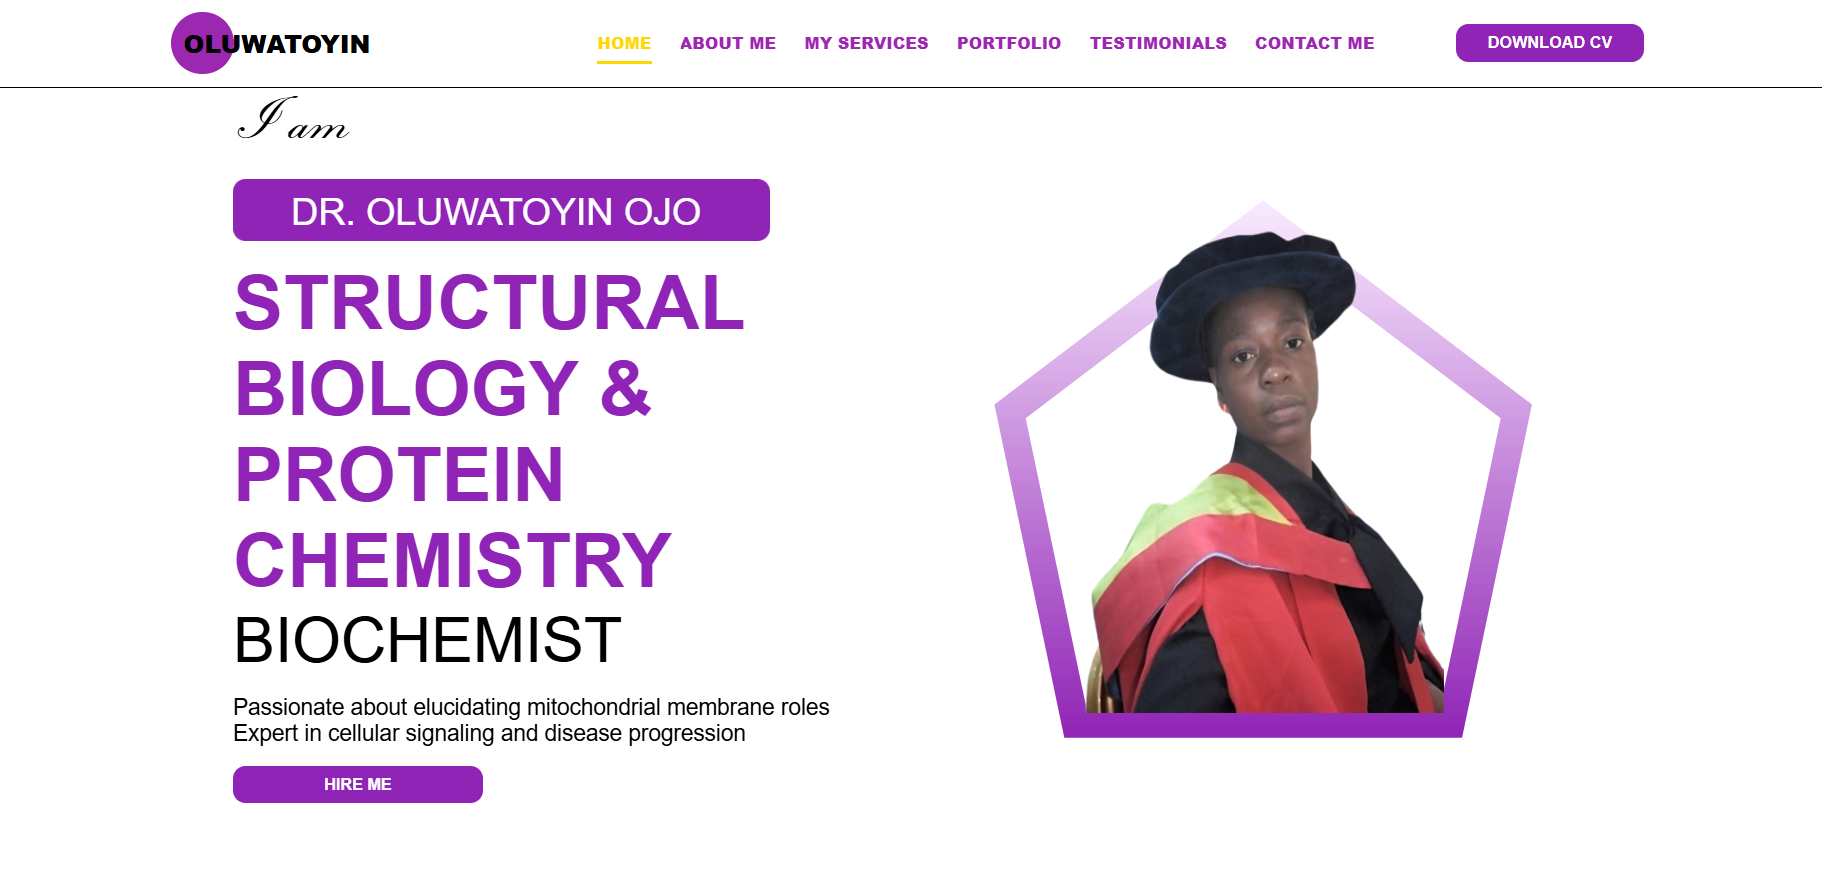 OLUWATOYIN
HOME ABOUT ME MY SERVICES PORTFOLIO TESTIMONIALS CONTACT ME DOWNLOAD CV
I am
DR. OLUWATOYIN OJO
STRUCTURAL
BIOLOGY &
PROTEIN
CHEMISTRY
BIOCHEMIST
Passionate about elucidating mitochondrial membrane roles
Expert in cellular signaling and disease progression
HIRE ME